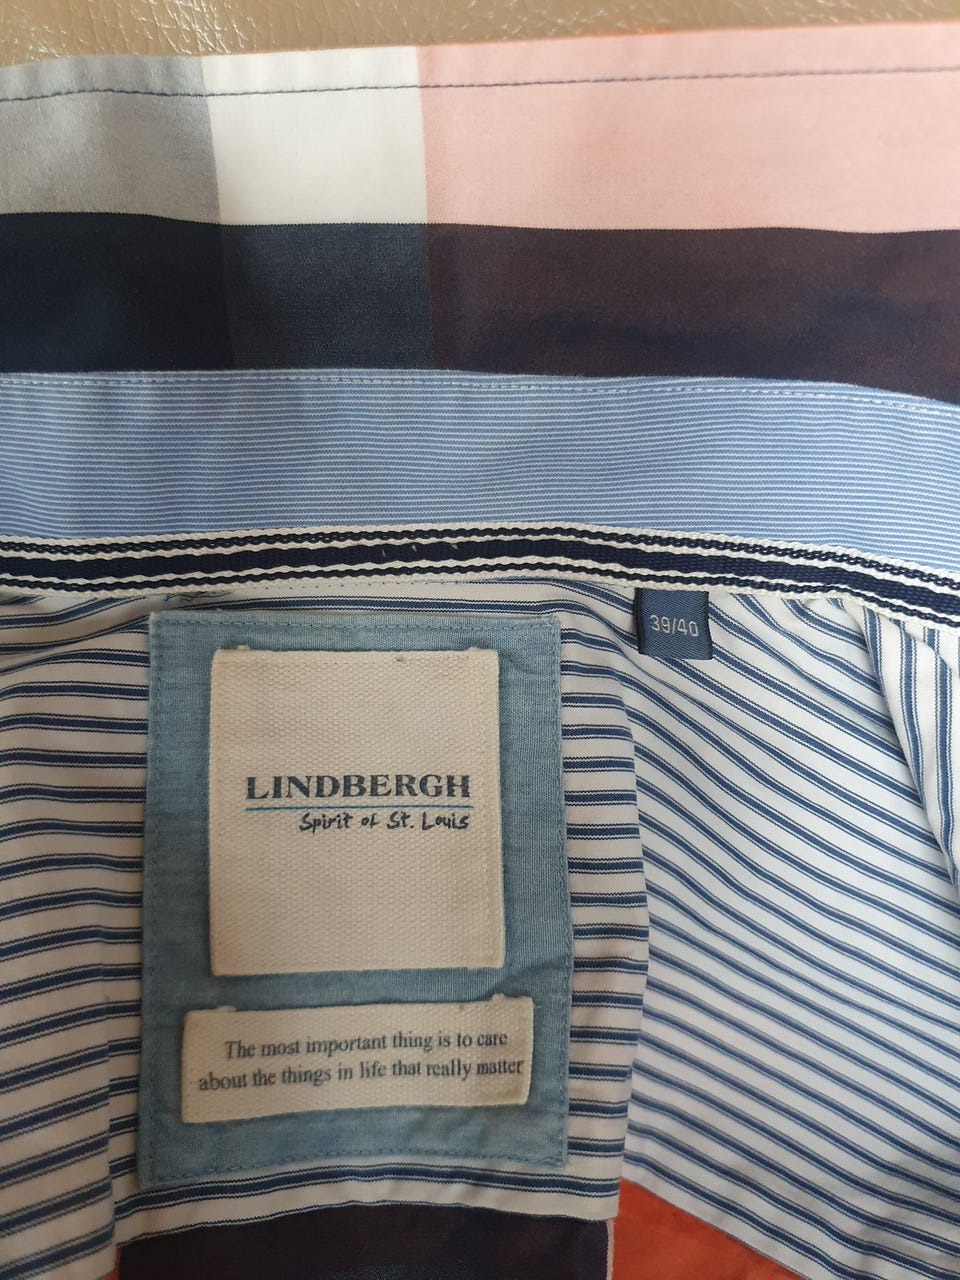 39/40
LINDBERGH
Spirit of St. Louis
The most important thing is to care
about the things in life that really matter